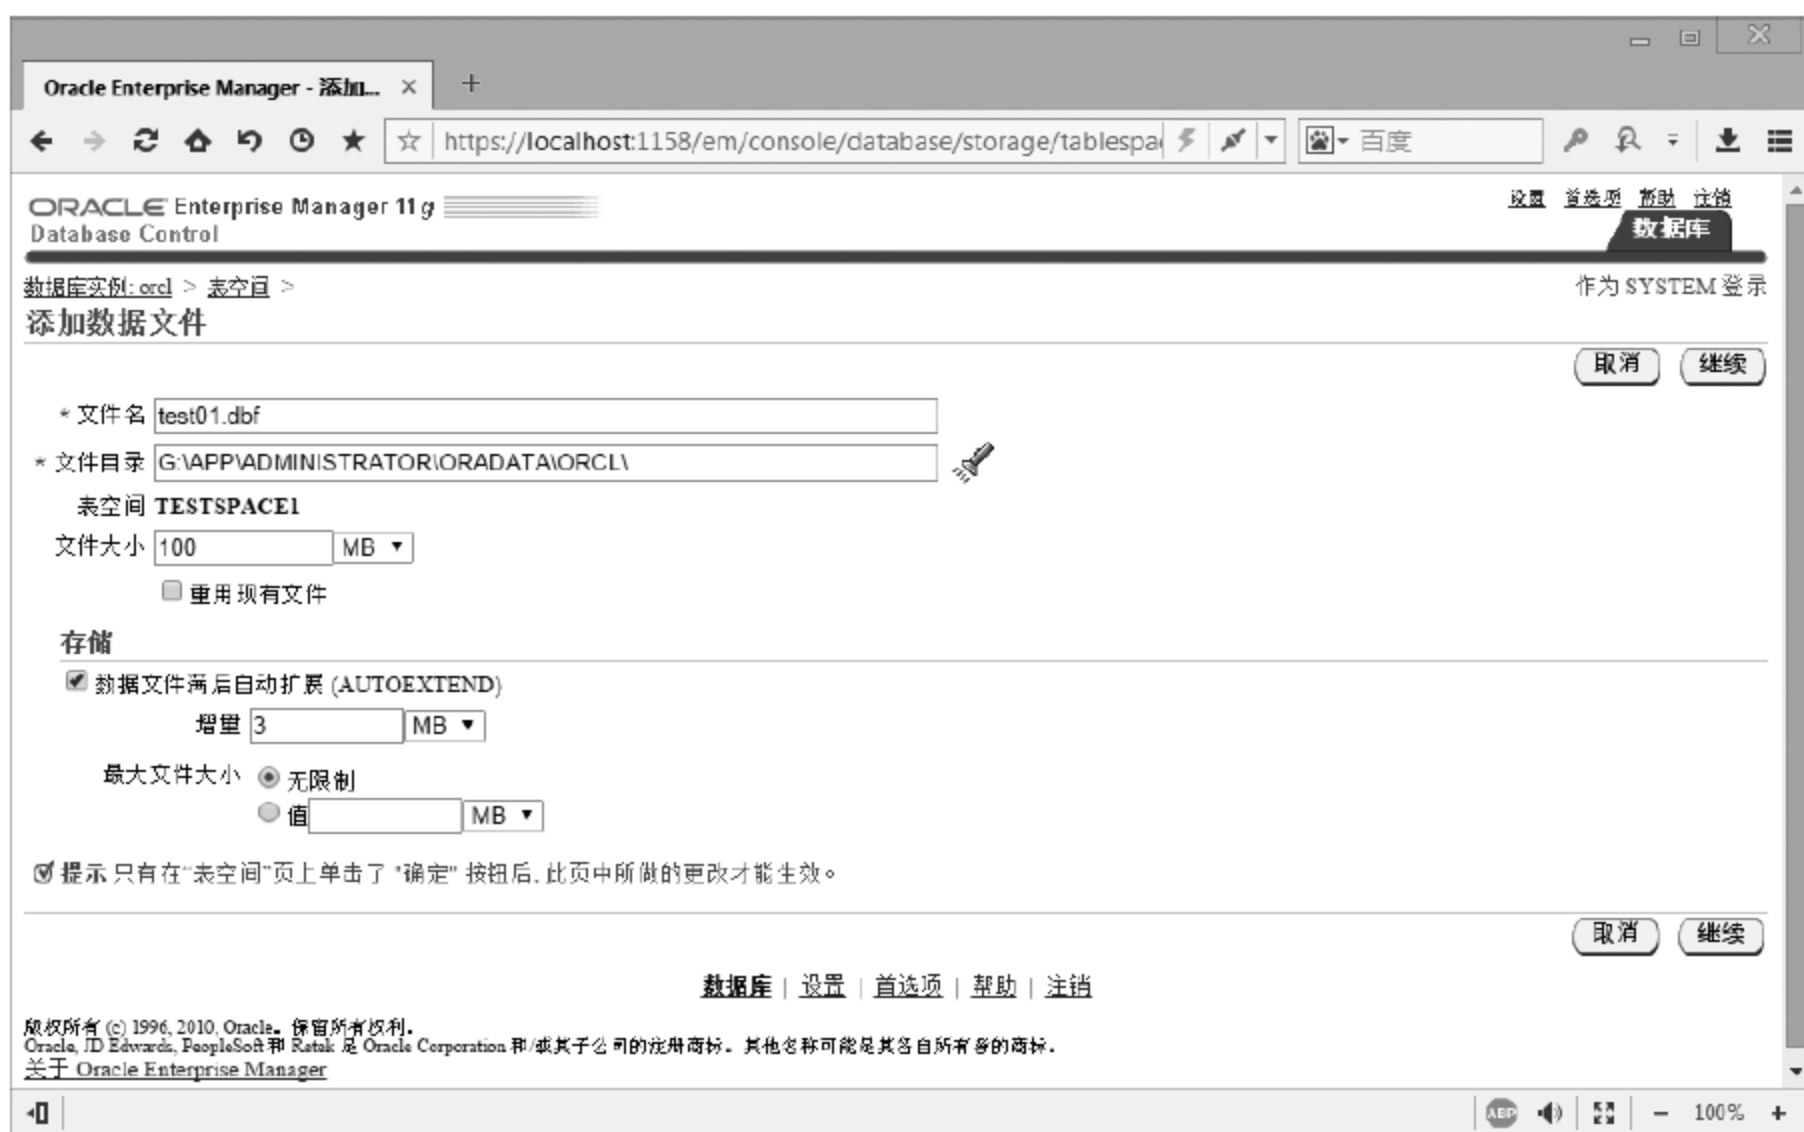 Oracle Enterprise Manager - 添加...
https://localhost:1158/em/console/database/storage/tablespa
百度
ORACLE Enterprise Manager 11g
Database Control
设置 首选项 帮助 注销
数据库
数据库实例: orcl > 表空间 >
作为 SYSTEM 登录
添加数据文件
取消 继续
* 文件名 test01.dbf
* 文件目录 G:\APP\ADMINISTRATOR\ORADATA\ORCL\
表空间 TESTSPACE1
文件大小 100 MB
重用现有文件
存储
数据文件满后自动扩展 (AUTOEXTEND)
增量 3 MB
最大文件大小 无限制
值 MB
提示 只有在"表空间"页上单击了 "确定" 按钮后, 此页中所做的更改才能生效。
取消 继续
数据库 | 设置 | 首选项 | 帮助 | 注销
版权所有 (c) 1996, 2010, Oracle。保留所有权利。
Oracle, JD Edwards, PeopleSoft 和 Retek 是 Oracle Corporation 和/或其子公司的注册商标。其他名称可能是其各自所有者的商标。
关于 Oracle Enterprise Manager
ABP 100%